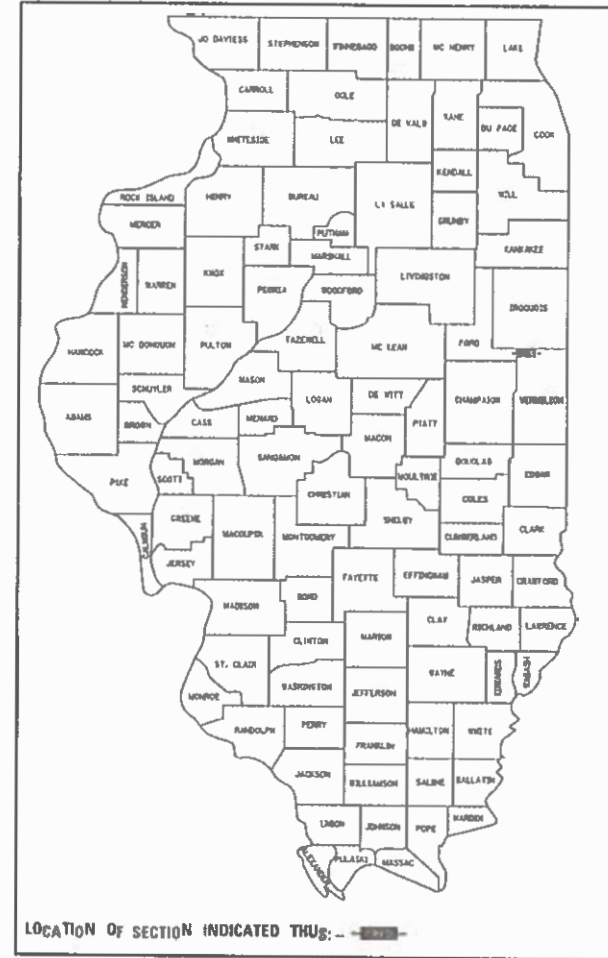 JO DAVIESS STEPHENSON WINNEBAGO BOONE MC HENRY LAKE
CARROLL OGLE
DE KALB KANE DU PAGE COOK
WHITESIDE LEE
KENDALL
ROCK ISLAND HENRY BUREAU LA SALLE WILL
MERCER PUTNAM GRUNDY
STARK MARSHALL KANKAKEE
HENDERSON WARREN KNOX PEORIA WOODFORD LIVINGSTON
IROQUOIS
HANCOCK MC DONOUGH FULTON TAZEWELL MC LEAN FORD
SCHUYLER MASON
ADAMS BROWN CASS MENARD LOGAN DE WITT CHAMPAIGN VERMILION
PIATT
MACON
PIKE SCOTT MORGAN SANGAMON MOULTRIE DOUGLAS EDGAR
CHRISTIAN COLES
CALHOUN GREENE MACOUPIN MONTGOMERY SHELBY CUMBERLAND CLARK
JERSEY
FAYETTE EFFINGHAM JASPER CRAWFORD
MADISON BOND
CLAY RICHLAND LAWRENCE
CLINTON MARION
ST. CLAIR WAYNE EDWARDS WABASH
MONROE WASHINGTON JEFFERSON
RANDOLPH PERRY HAMILTON WHITE
FRANKLIN
JACKSON WILLIAMSON SALINE GALLATIN
UNION JOHNSON POPE HARDIN
ALEXANDER PULASKI MASSAC
LOCATION OF SECTION INDICATED THUS: -